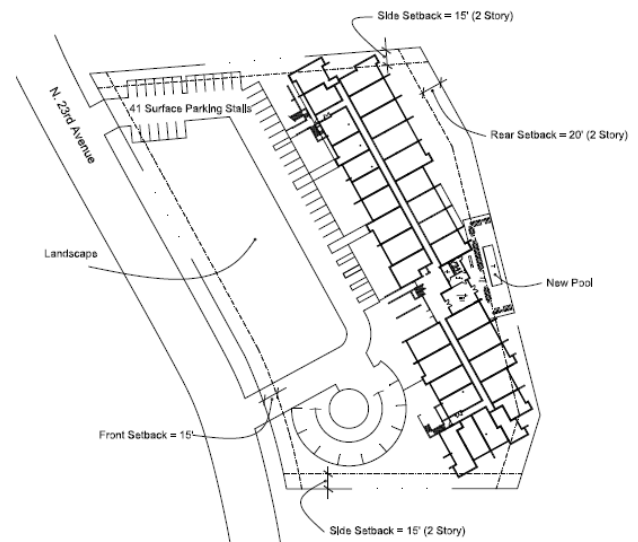 Side Setback = 15' (2 Story)
N. 23rd Avenue
41 Surface Parking Stalls
Rear Setback = 20' (2 Story)
Landscape
New Pool
Front Setback = 15'
Side Setback = 15' (2 Story)